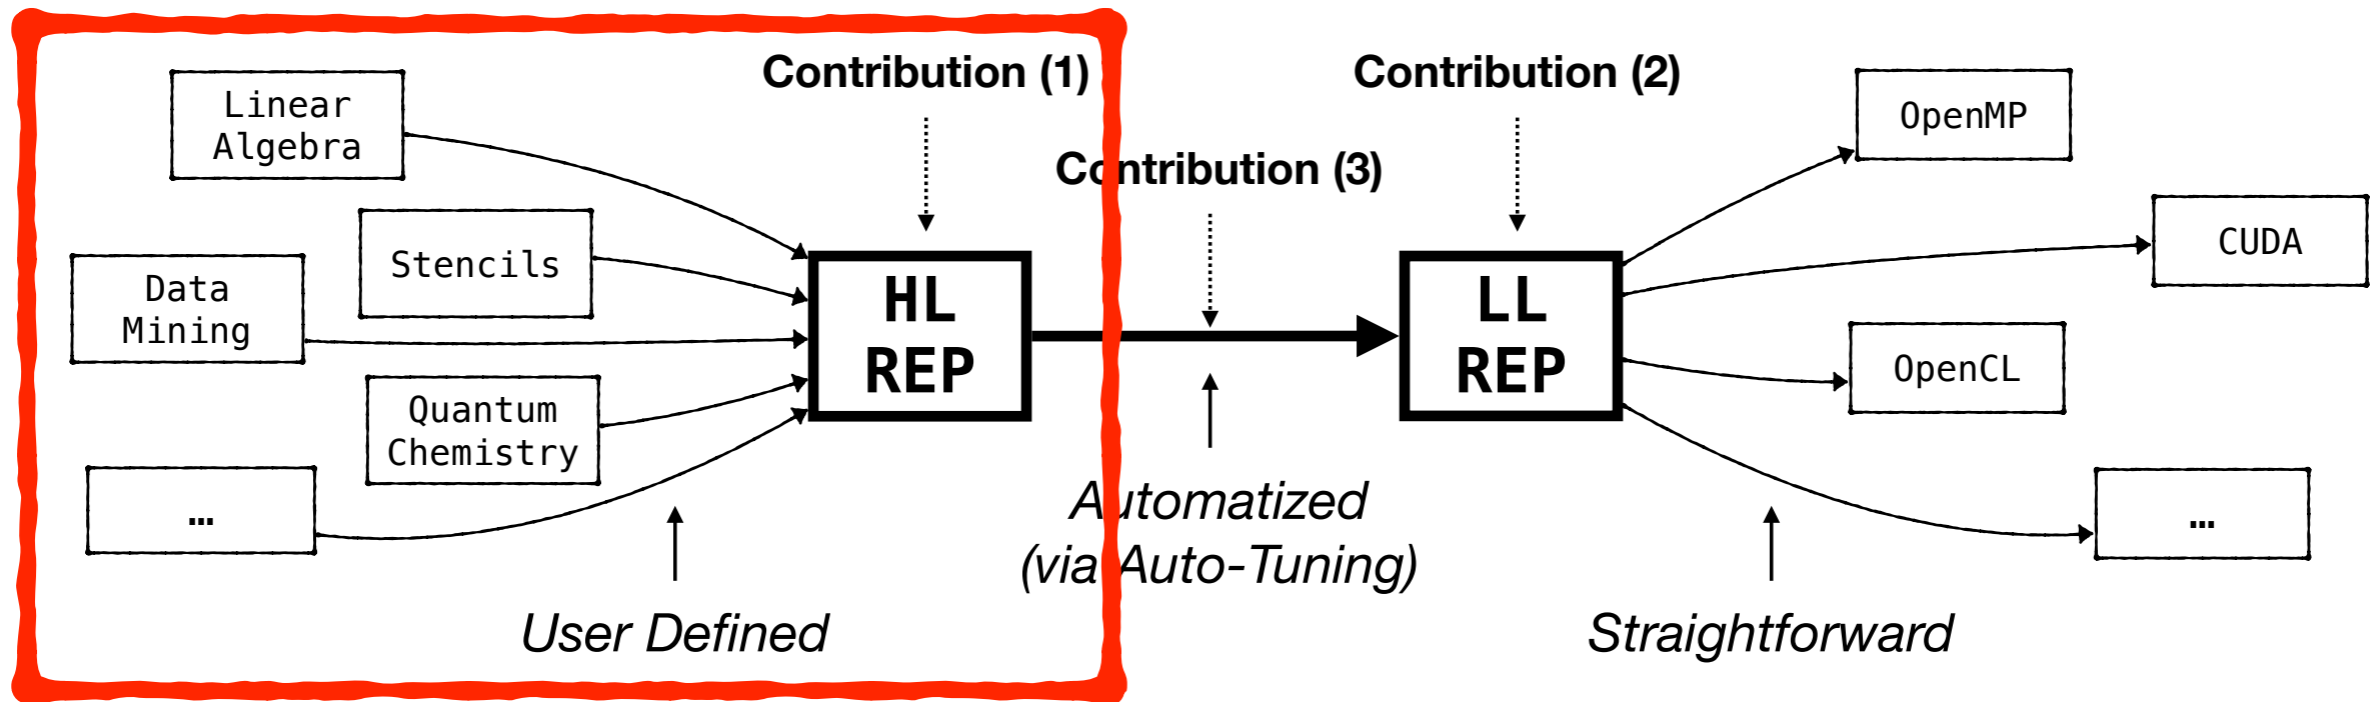 Contribution (1)
Contribution (2)
Contribution (3)
Linear
Algebra
Stencils
Data
Mining
Quantum
Chemistry
...
HL
REP
LL
REP
OpenMP
CUDA
OpenCL
...
User Defined
Automatized
(via Auto-Tuning)
Straightforward